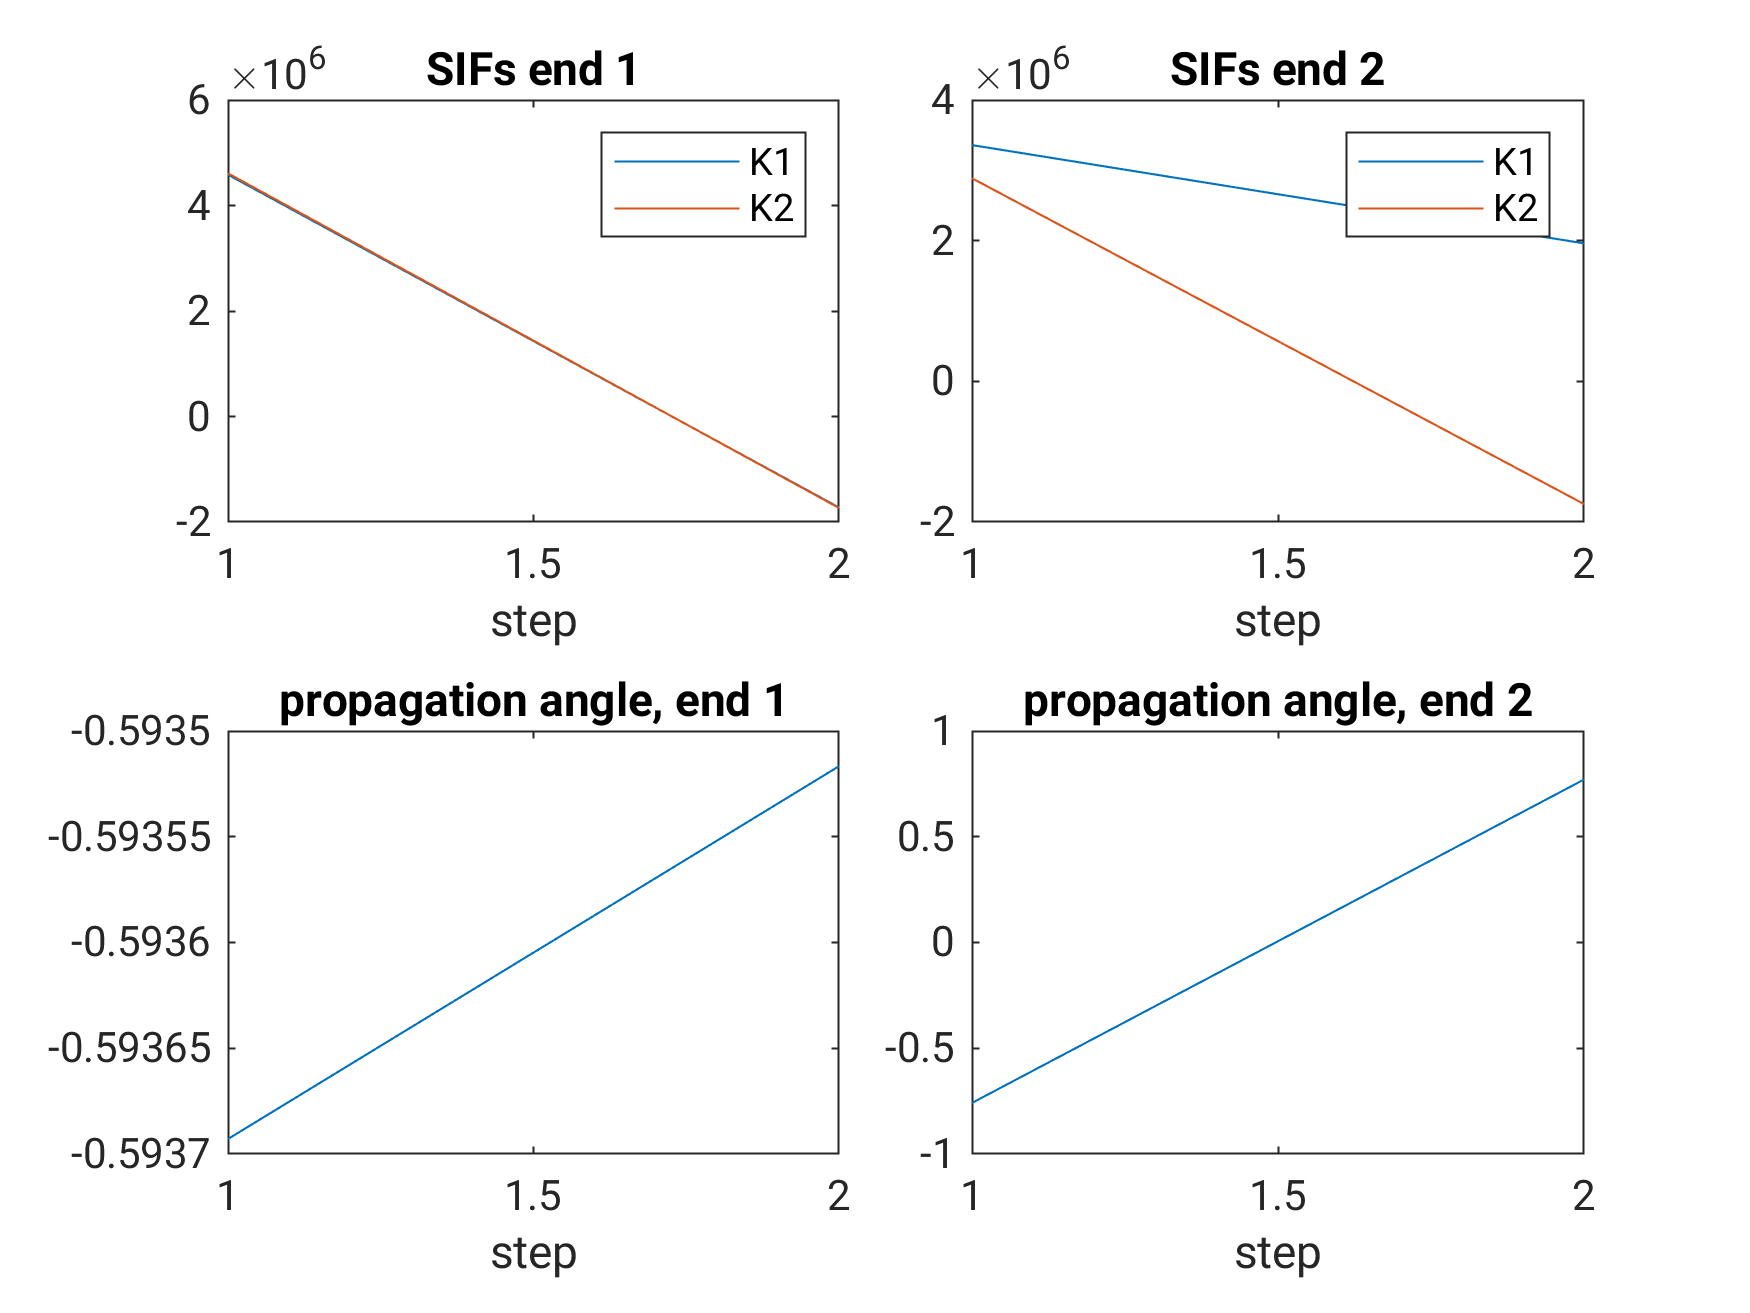 SIFs end 1
×10^6
6
4
2
0
-2
1
1.5
2
step
K1
K2
SIFs end 2
×10^6
4
2
0
-2
1
1.5
2
step
K1
K2
propagation angle, end 1
-0.5935
-0.59355
-0.5936
-0.59365
-0.5937
1
1.5
2
step
propagation angle, end 2
1
0.5
0
-0.5
-1
1
1.5
2
step